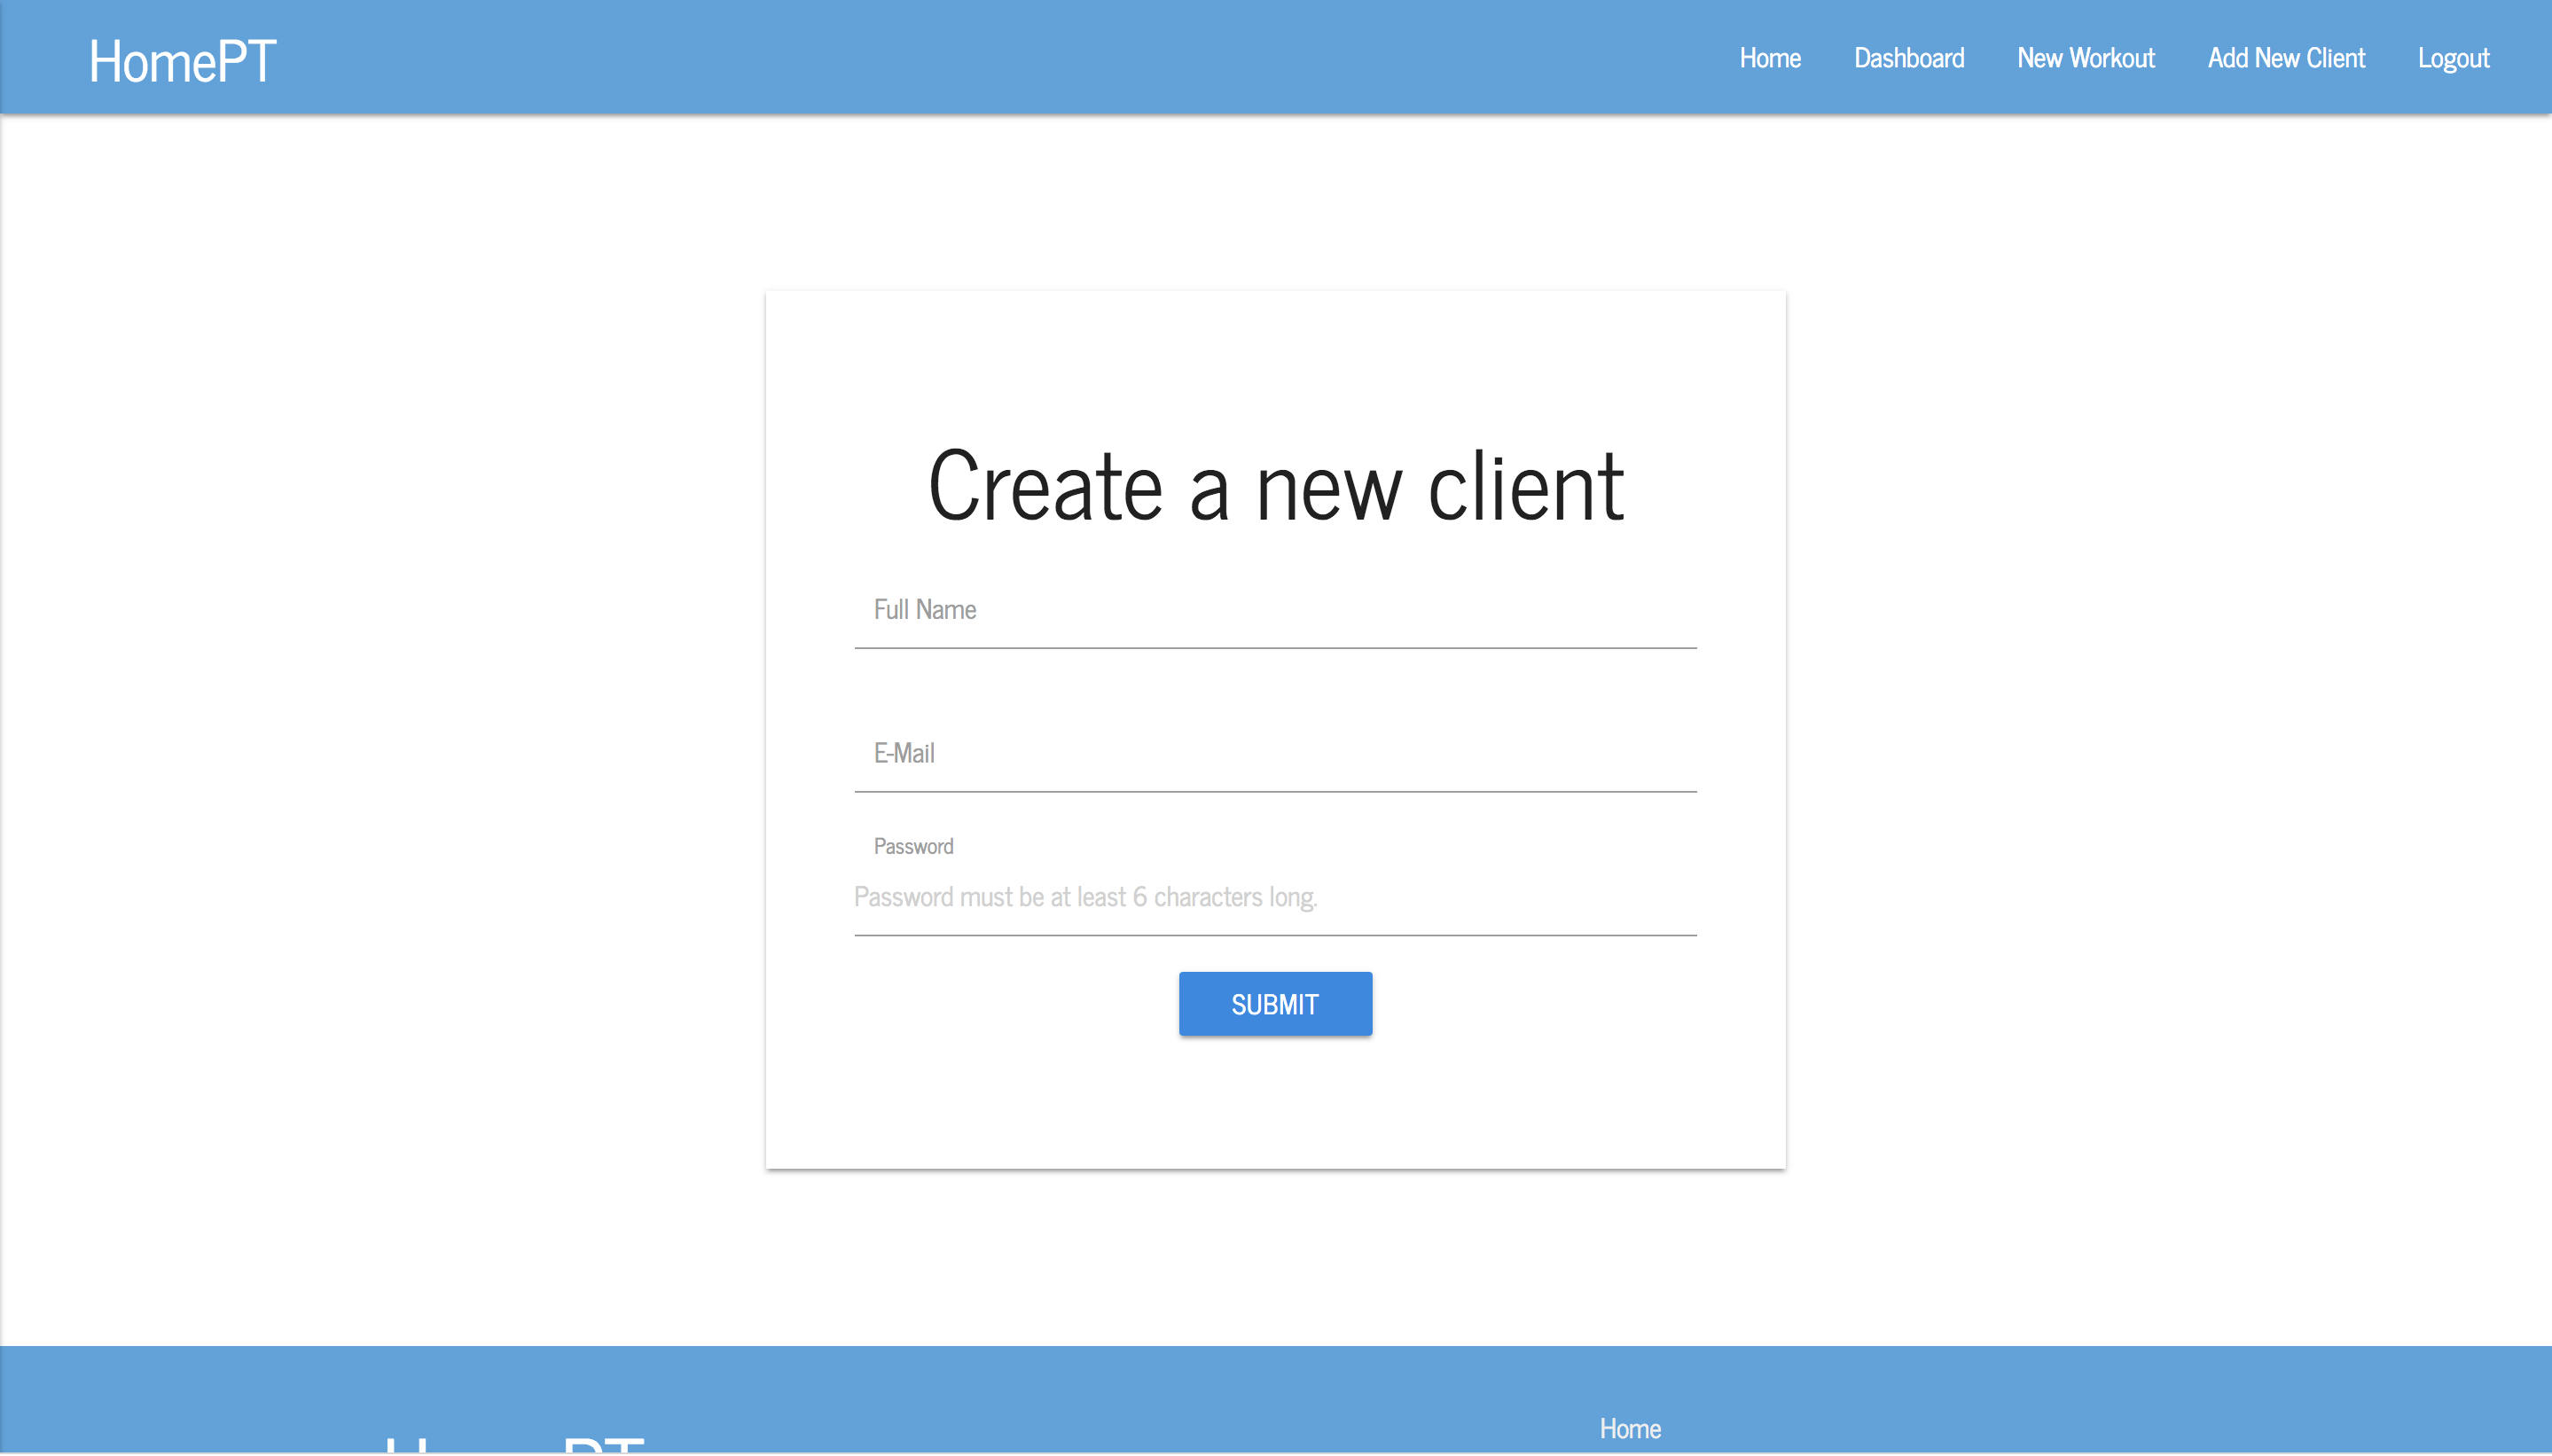 HomePT
Home Dashboard New Workout Add New Client Logout
Create a new client
Full Name
E-Mail
Password
Password must be at least 6 characters long.
SUBMIT
Home
HomePT